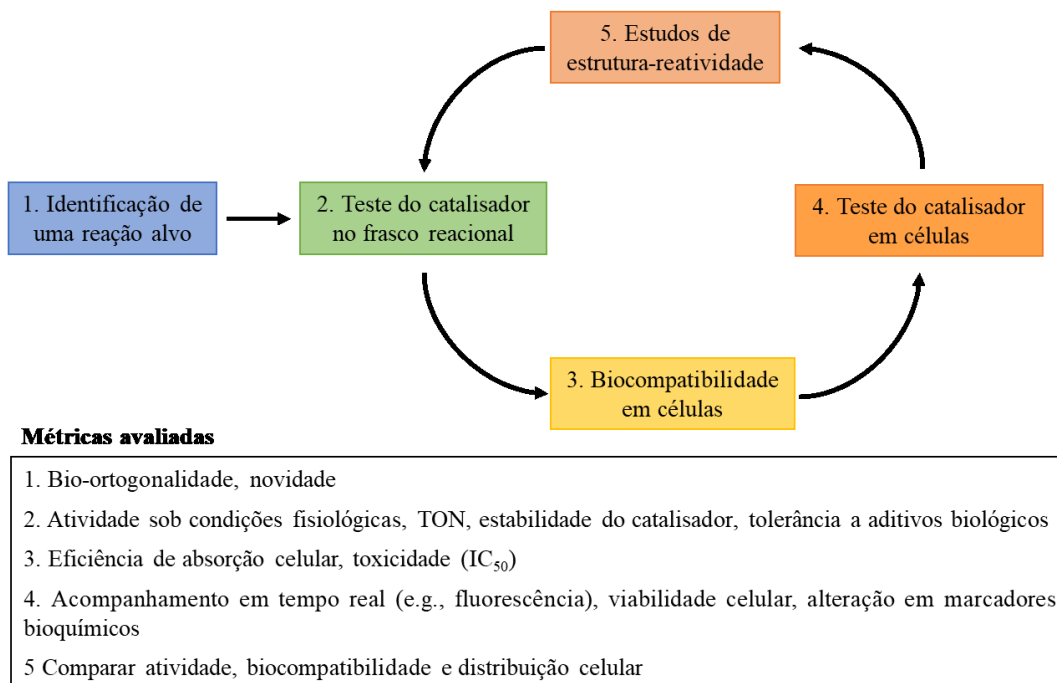 5. Estudos de
estrutura-reatividade
1. Identificação de
uma reação alvo
2. Teste do catalisador
no frasco reacional
4. Teste do catalisador
em células
3. Biocompatibilidade
em células
Métricas avaliadas
1. Bio-ortogonalidade, novidade
2. Atividade sob condições fisiológicas, TON, estabilidade do catalisador, tolerância a aditivos biológicos
3. Eficiência de absorção celular, toxicidade (IC₅₀)
4. Acompanhamento em tempo real (e.g., fluorescência), viabilidade celular, alteração em marcadores
bioquímicos
5 Comparar atividade, biocompatibilidade e distribuição celular